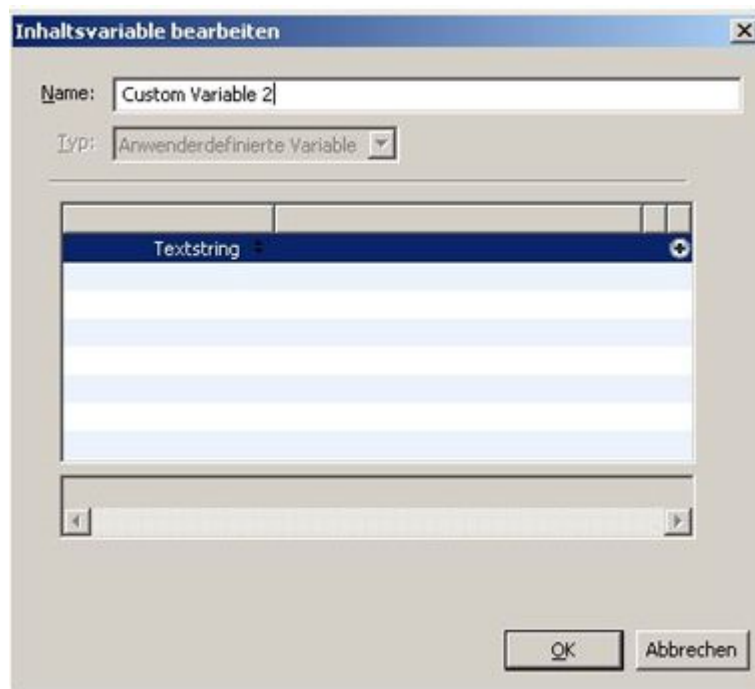 Inhaltsvariable bearbeiten
Name: Custom Variable 2
Typ: Anwenderdefinierte Variable
Textstring
OK Abbrechen